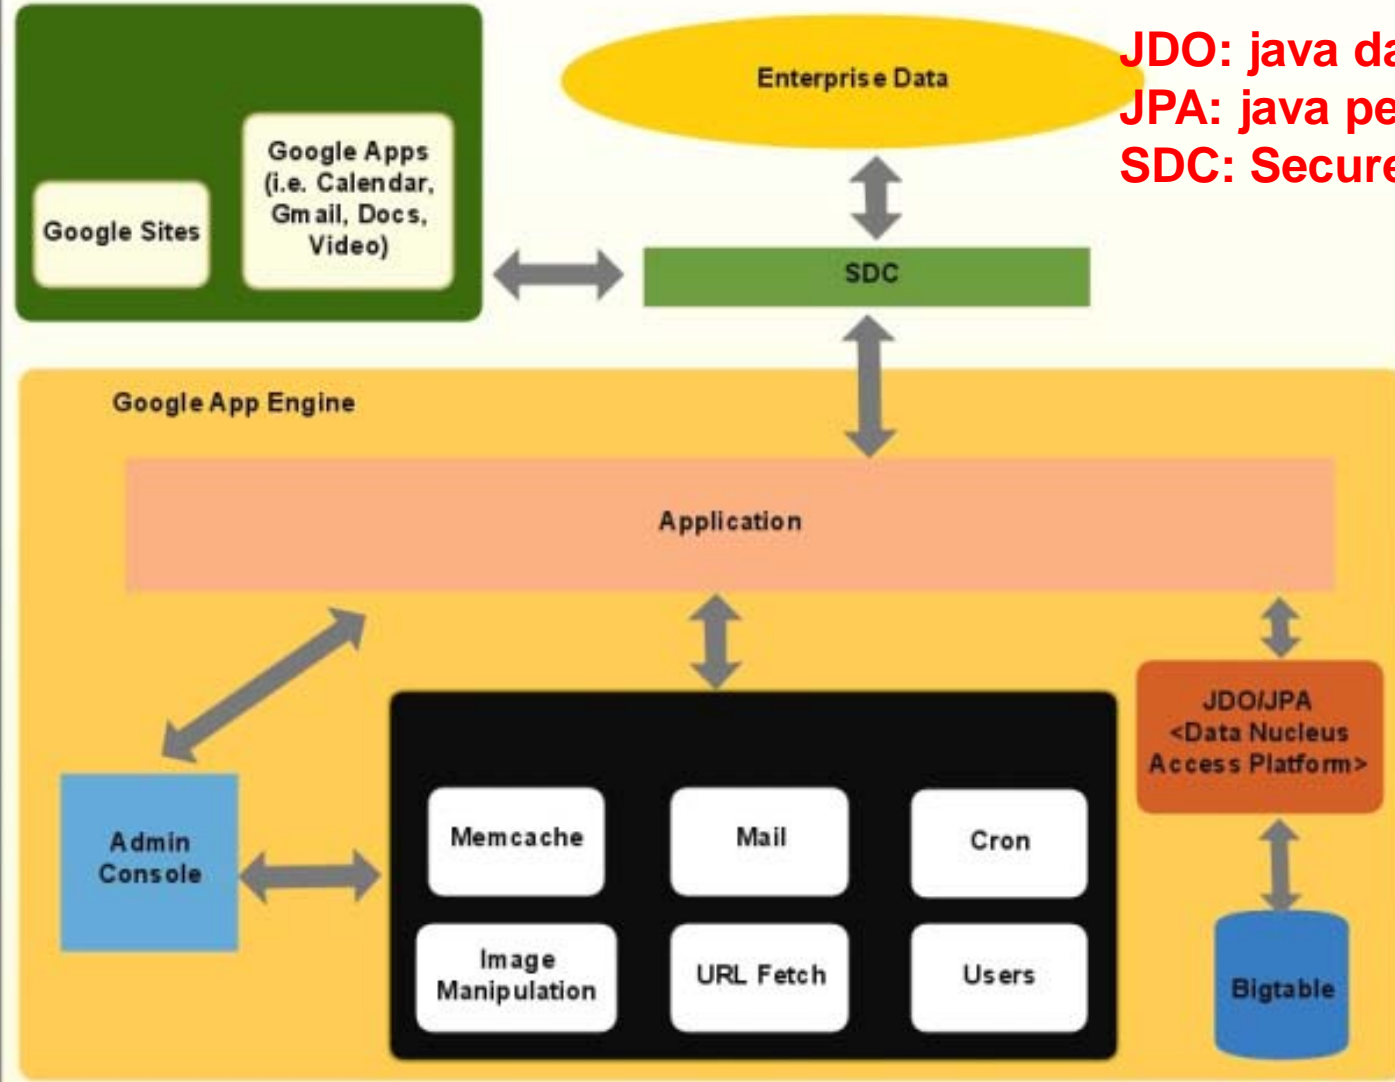 Enterprise Data
JDO: java da
JPA: java pe
SDC: Secure
Google Apps
(i.e. Calendar,
Gmail, Docs,
Video)
Google Sites
SDC
Google App Engine
Application
JDO/JPA
<Data Nucleus
Access Platform>
Admin
Console
Memcache
Mail
Cron
Image
Manipulation
URL Fetch
Users
Bigtable